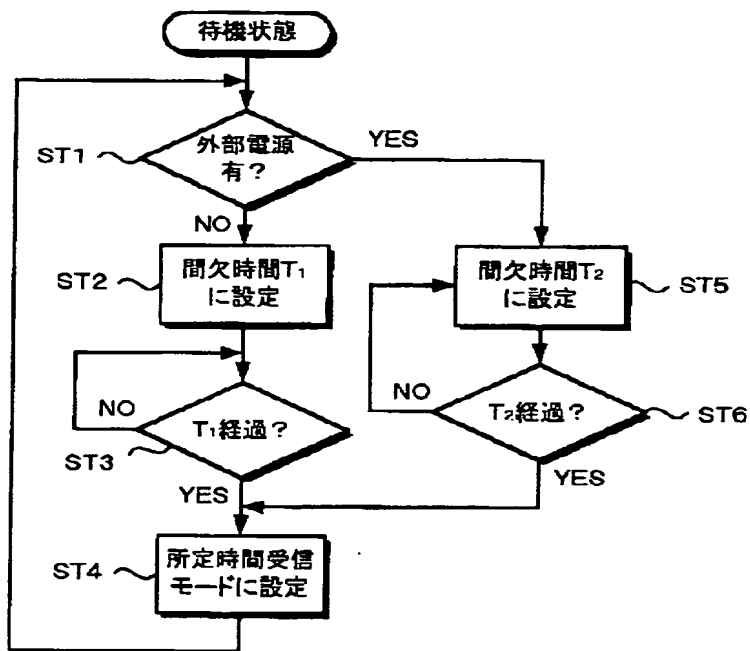 待機状態
ST1
外部電源
有?
YES
NO
ST2
間欠時間T₁
に設定
間欠時間T₂
に設定
ST5
NO
T₁経過?
ST3
YES
NO
T₂経過?
ST6
YES
ST4
所定時間受信
モードに設定